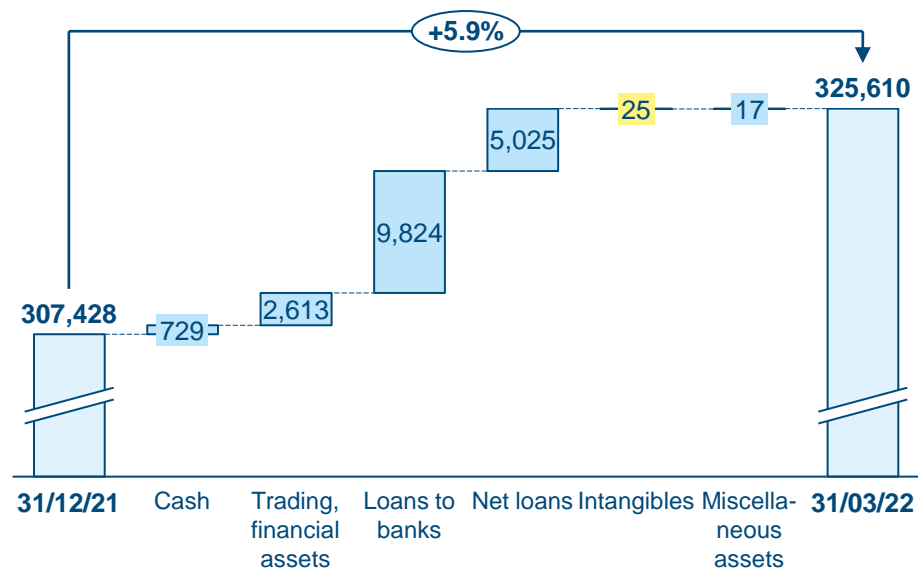 +5.9%
325,610
25
17
5,025
9,824
2,613
307,428
729
31/12/21
Cash
Trading,
financial
assets
Loans to
banks
Net loans
Intangibles
Miscella-
neous
assets
31/03/22